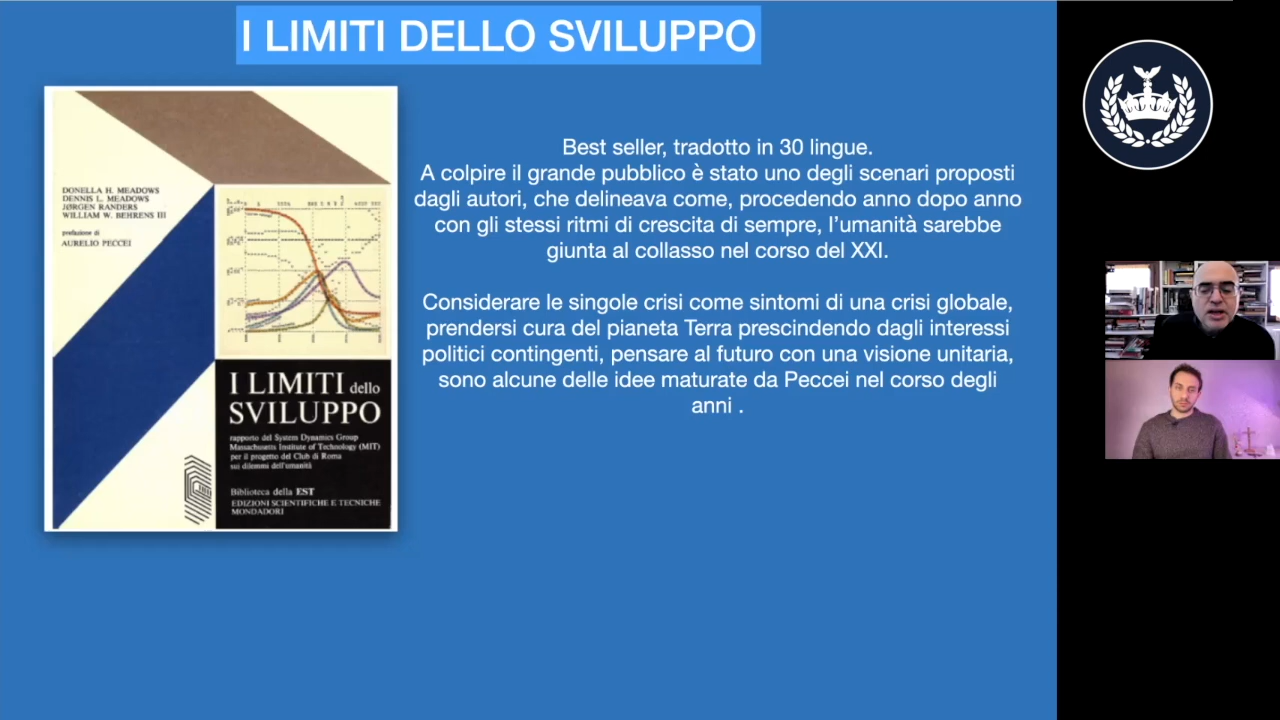 I LIMITI DELLO SVILUPPO
DONELLA H. MEADOWS
DENNIS L. MEADOWS
JØRGEN RANDERS
WILLIAM W. BEHRENS III
prefazione di
AURELIO PECCEI
I LIMITI dello
SVILUPPO
rapporto del System Dynamics Group
Massachusetts Institute of Technology (MIT)
per il progetto del Club di Roma
sui dilemmi dell'umanità
Biblioteca della EST
EDIZIONI SCIENTIFICHE E TECNICHE
MONDADORI
Best seller, tradotto in 30 lingue.
A colpire il grande pubblico è stato uno degli scenari proposti
dagli autori, che delineava come, procedendo anno dopo anno
con gli stessi ritmi di crescita di sempre, l’umanità sarebbe
giunta al collasso nel corso del XXI.
Considerare le singole crisi come sintomi di una crisi globale,
prendersi cura del pianeta Terra prescindendo dagli interessi
politici contingenti, pensare al futuro con una visione unitaria,
sono alcune delle idee maturate da Peccei nel corso degli
anni .